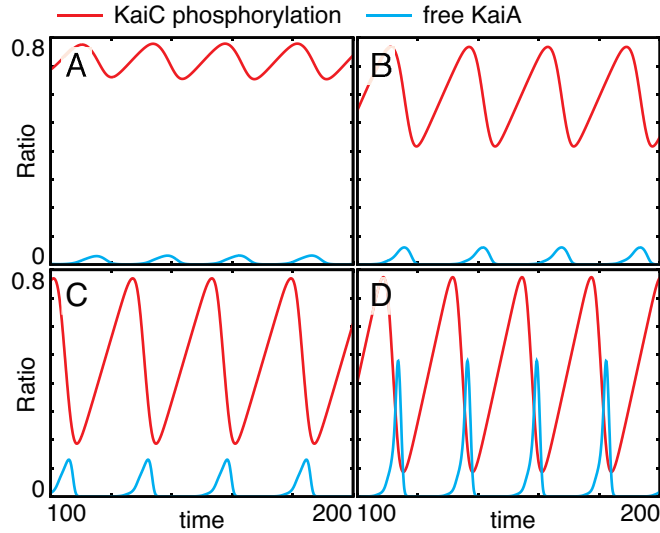 KaiC phosphorylation free KaiA
0.8 A B
Ratio
0
0.8 C D
Ratio
0
100 time 200 100 time 200